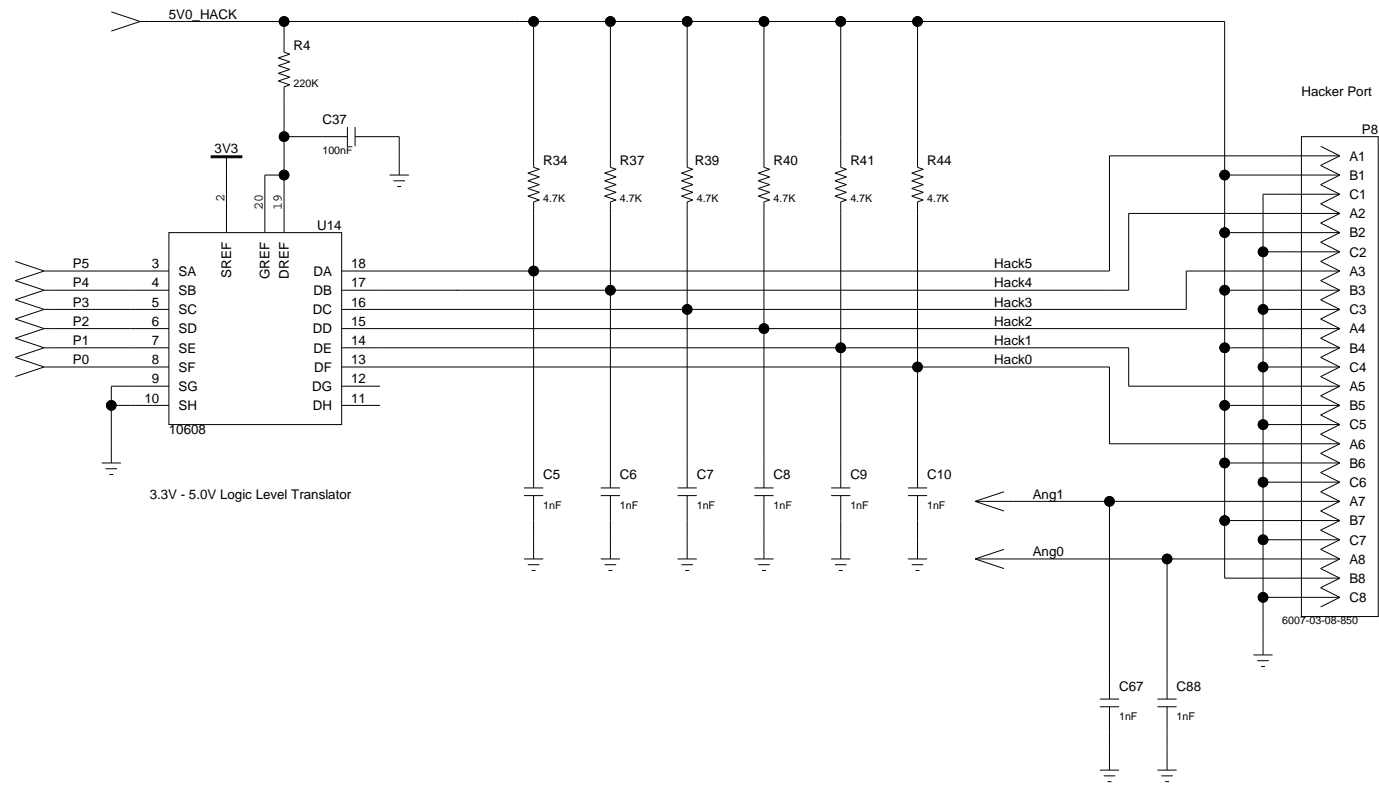 5V0_HACK
R4
220K
Hacker Port
C37
100nF
P8
3V3
R34
4.7K
R37
4.7K
R39
4.7K
R40
4.7K
R41
4.7K
R44
4.7K
2
20
19
U14
SREF
GREF
DREF
P5 3 SA DA 18 Hack5
P4 4 SB DB 17 Hack4
P3 5 SC DC 16 Hack3
P2 6 SD DD 15 Hack2
P1 7 SE DE 14 Hack1
P0 8 SF DF 13 Hack0
9 SG DG 12
10 SH DH 11
10608
3.3V - 5.0V Logic Level Translator
C5
1nF
C6
1nF
C7
1nF
C8
1nF
C9
1nF
C10
1nF
Ang1
Ang0
A1
B1
C1
A2
B2
C2
A3
B3
C3
A4
B4
C4
A5
B5
C5
A6
B6
C6
A7
B7
C7
A8
B8
C8
6007-03-08-850
C67
1nF
C88
1nF